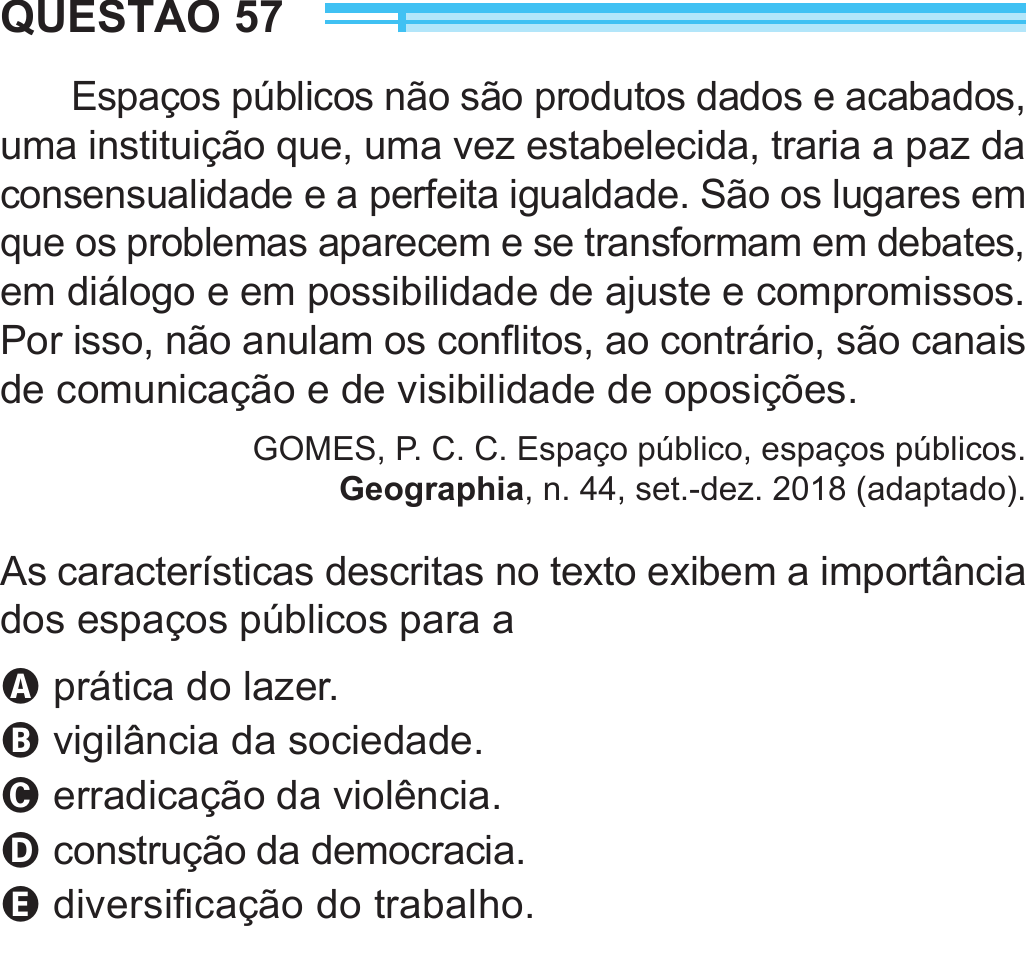 QUESTÃO 57
Espaços públicos não são produtos dados e acabados,
uma instituição que, uma vez estabelecida, traria a paz da
consensualidade e a perfeita igualdade. São os lugares em
que os problemas aparecem e se transformam em debates,
em diálogo e em possibilidade de ajuste e compromissos.
Por isso, não anulam os conflitos, ao contrário, são canais
de comunicação e de visibilidade de oposições.
GOMES, P. C. C. Espaço público, espaços públicos.
Geographia, n. 44, set.-dez. 2018 (adaptado).
As características descritas no texto exibem a importância
dos espaços públicos para a
A prática do lazer.
B vigilância da sociedade.
C erradicação da violência.
D construção da democracia.
E diversificação do trabalho.